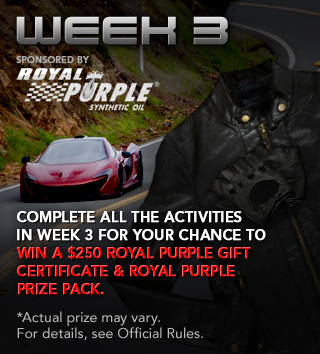 WEEK 3
SPONSORED BY
ROYAL
PURPLE®
SYNTHETIC OIL
COMPLETE ALL THE ACTIVITIES
IN WEEK 3 FOR YOUR CHANCE TO
WIN A $250 ROYAL PURPLE GIFT
CERTIFICATE & ROYAL PURPLE
PRIZE PACK.
*Actual prize may vary.
For details, see Official Rules.